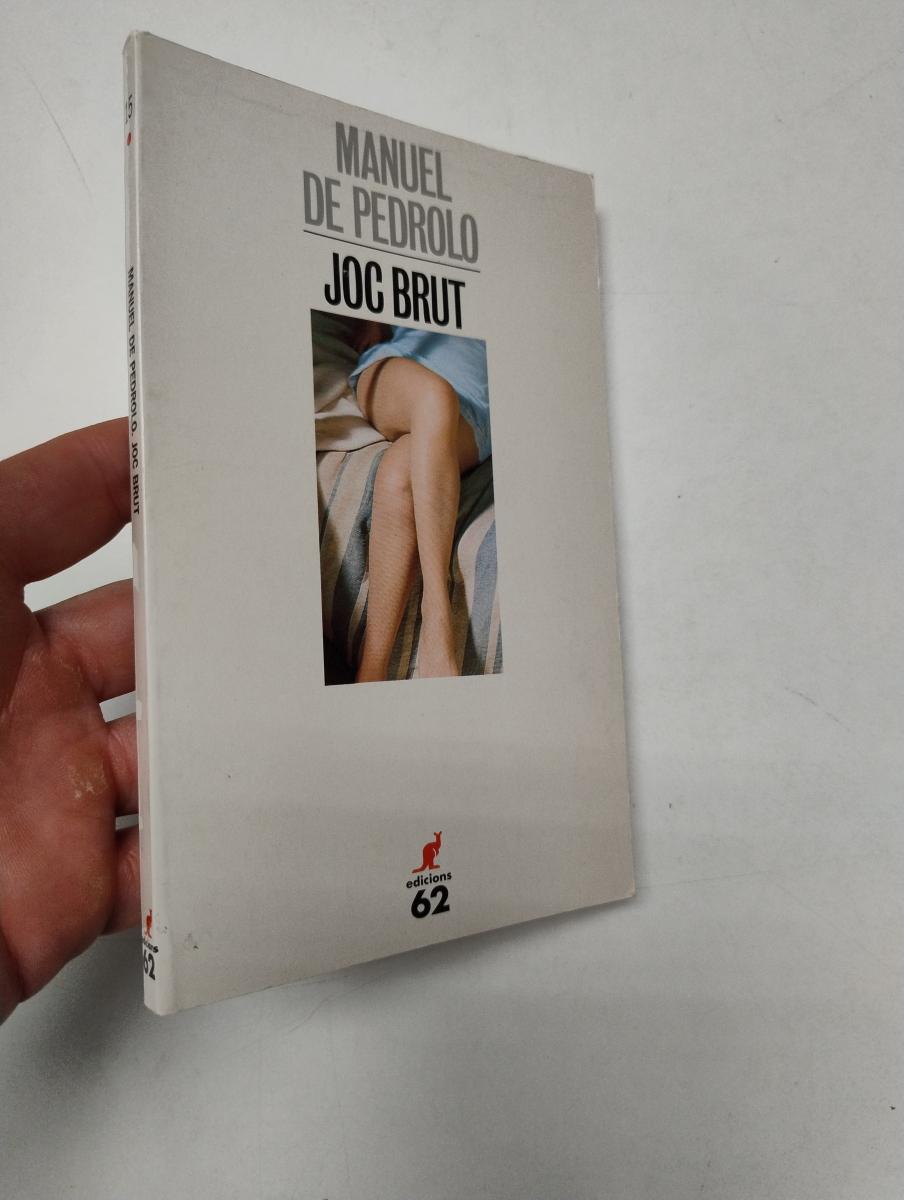 MANUEL
DE PEDROLO
JOC BRUT
edicions
62
MANUEL DE PEDROLO. JOC BRUT
62